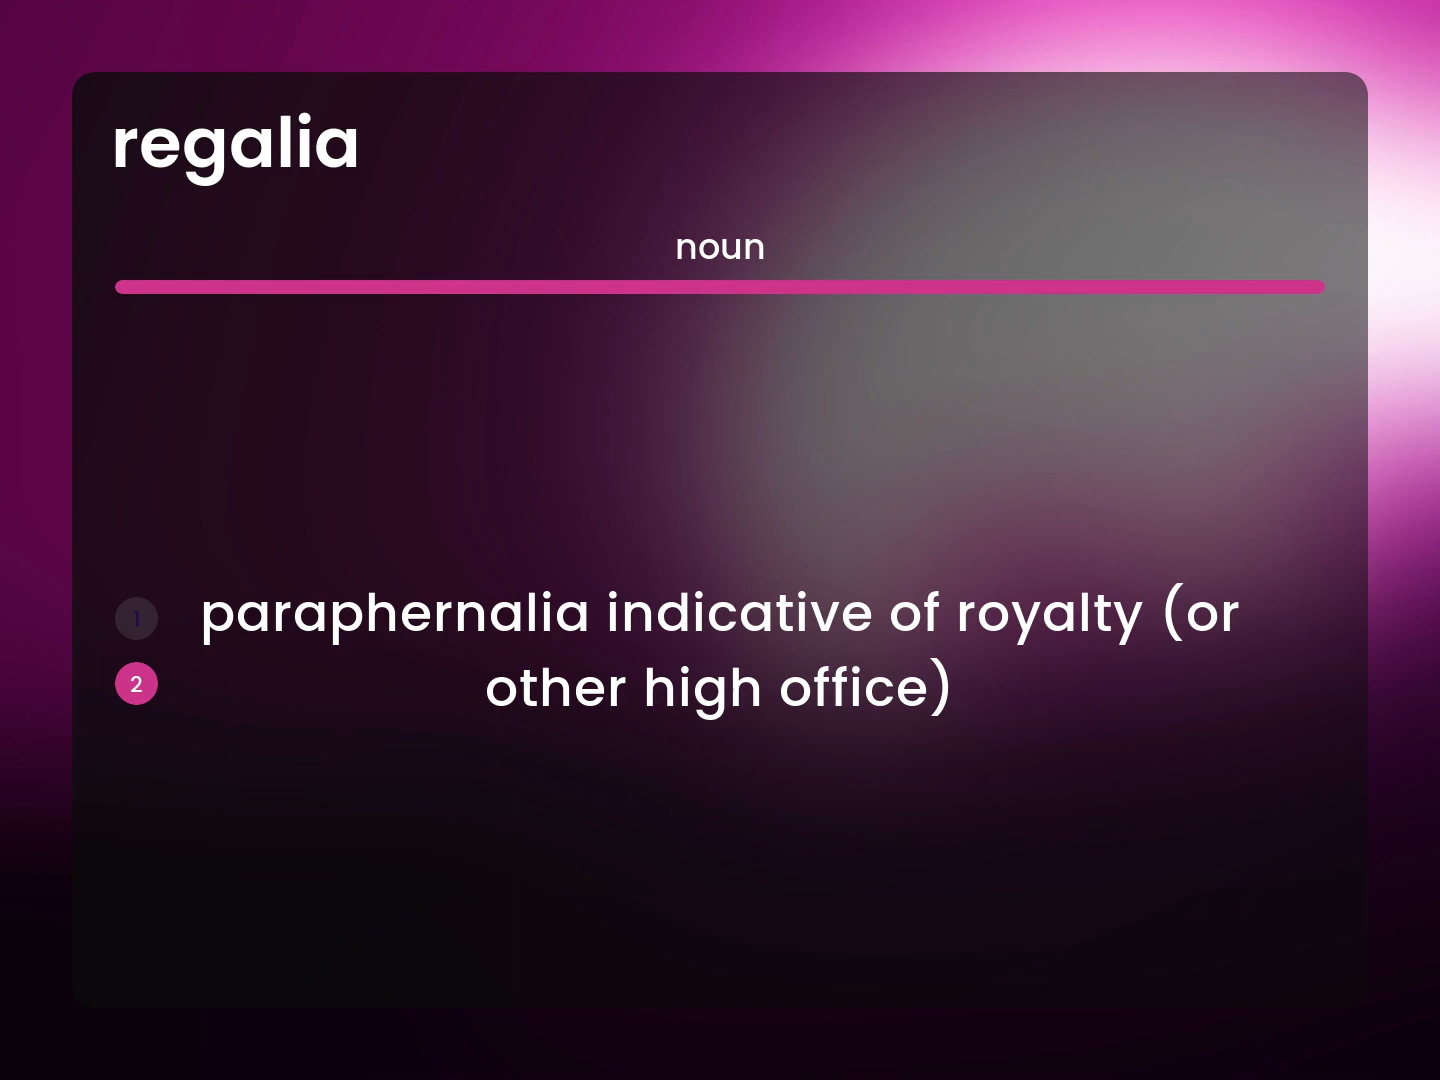 regalia
noun
1
paraphernalia indicative of royalty (or
2
other high office)